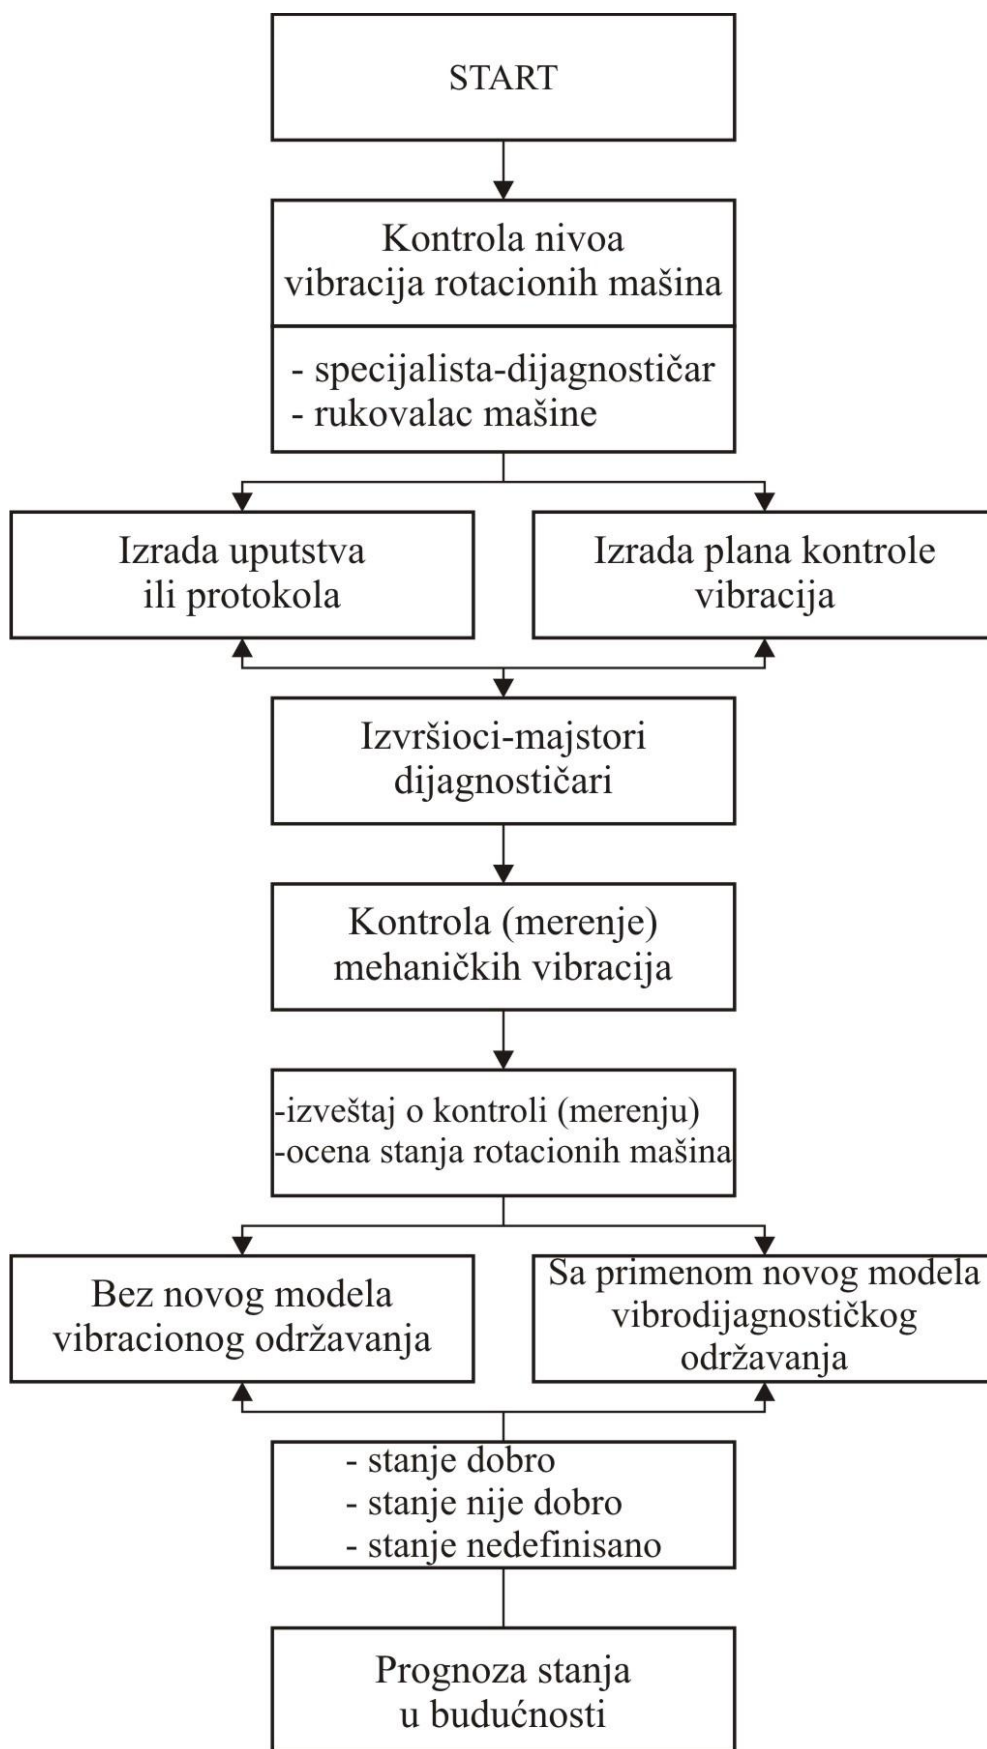 START
Kontrola nivoa
vibracija rotacionih mašina
- specijalista-dijagnostičar
- rukovalac mašine
Izrada uputstva
ili protokola
Izrada plana kontrole
vibracija
Izvršioci-majstori
dijagnostičari
Kontrola (merenje)
mehaničkih vibracija
-izveštaj o kontroli (merenju)
-ocena stanja rotacionih mašina
Bez novog modela
vibracionog održavanja
Sa primenom novog modela
vibrodijagnostičkog
održavanja
- stanje dobro
- stanje nije dobro
- stanje nedefinisano
Prognoza stanja
u budućnosti